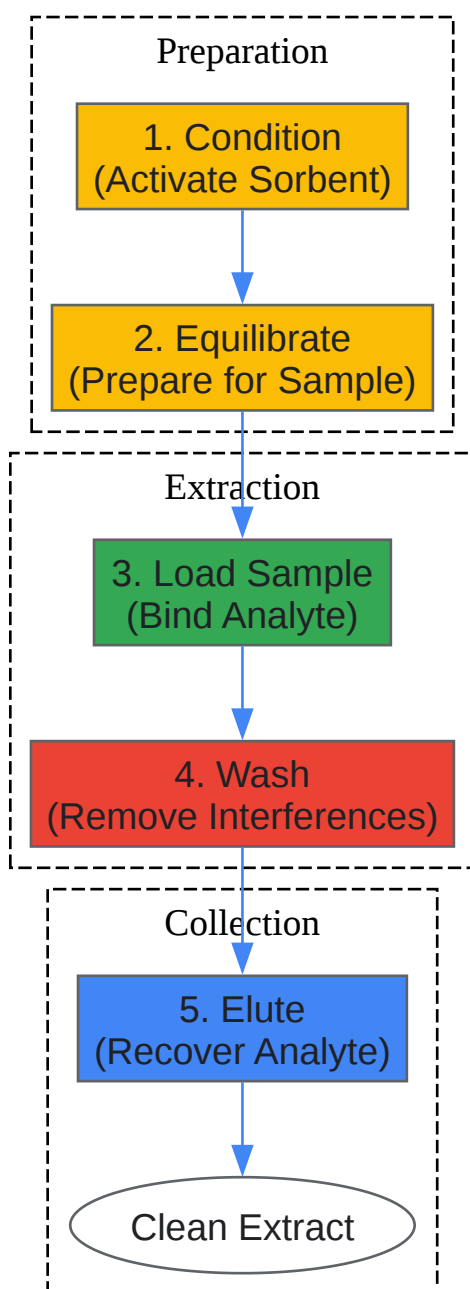 Preparation
1. Condition
(Activate Sorbent)
2. Equilibrate
(Prepare for Sample)
Extraction
3. Load Sample
(Bind Analyte)
4. Wash
(Remove Interferences)
Collection
5. Elute
(Recover Analyte)
Clean Extract